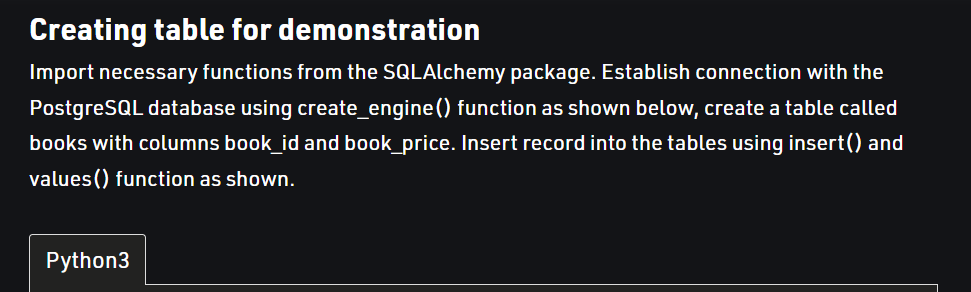 Creating table for demonstration
Import necessary functions from the SQLAlchemy package. Establish connection with the
PostgreSQL database using create_engine() function as shown below, create a table called
books with columns book_id and book_price. Insert record into the tables using insert() and
values() function as shown.
Python3